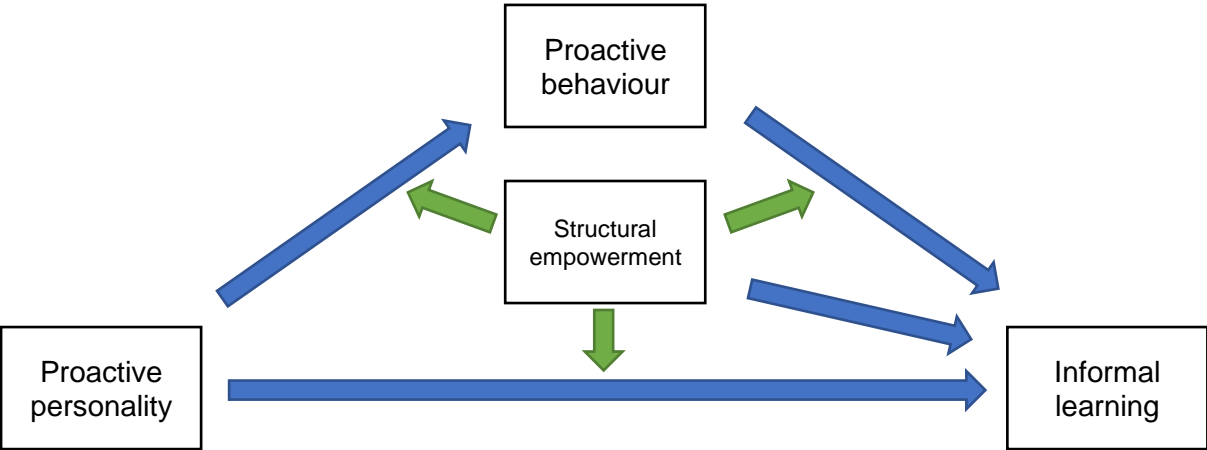 Proactive
behaviour
Structural
empowerment
Proactive
personality
Informal
learning